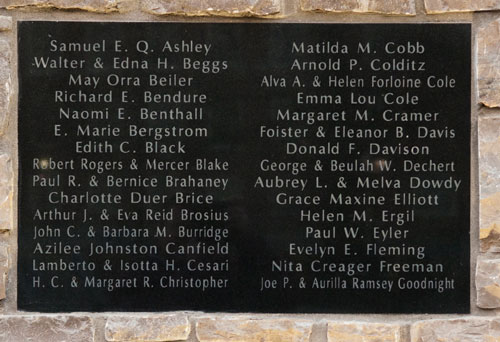 Samuel E. Q. Ashley
Walter & Edna H. Beggs
May Orra Beiler
Richard E. Bendure
Naomi E. Benthall
E. Marie Bergstrom
Edith C. Black
Robert Rogers & Mercer Blake
Paul R. & Bernice Brahaney
Charlotte Duer Brice
Arthur J. & Eva Reid Brosius
John C. & Barbara M. Burridge
Azilee Johnston Canfield
Lamberto & Isotta H. Cesari
H. C. & Margaret R. Christopher
Matilda M. Cobb
Arnold P. Colditz
Alva A. & Helen Forloine Cole
Emma Lou Cole
Margaret M. Cramer
Foister & Eleanor B. Davis
Donald F. Davison
George & Beulah W. Dechert
Aubrey L. & Melva Dowdy
Grace Maxine Elliott
Helen M. Ergil
Paul W. Eyler
Evelyn E. Fleming
Nita Creager Freeman
Joe P. & Aurilla Ramsey Goodnight